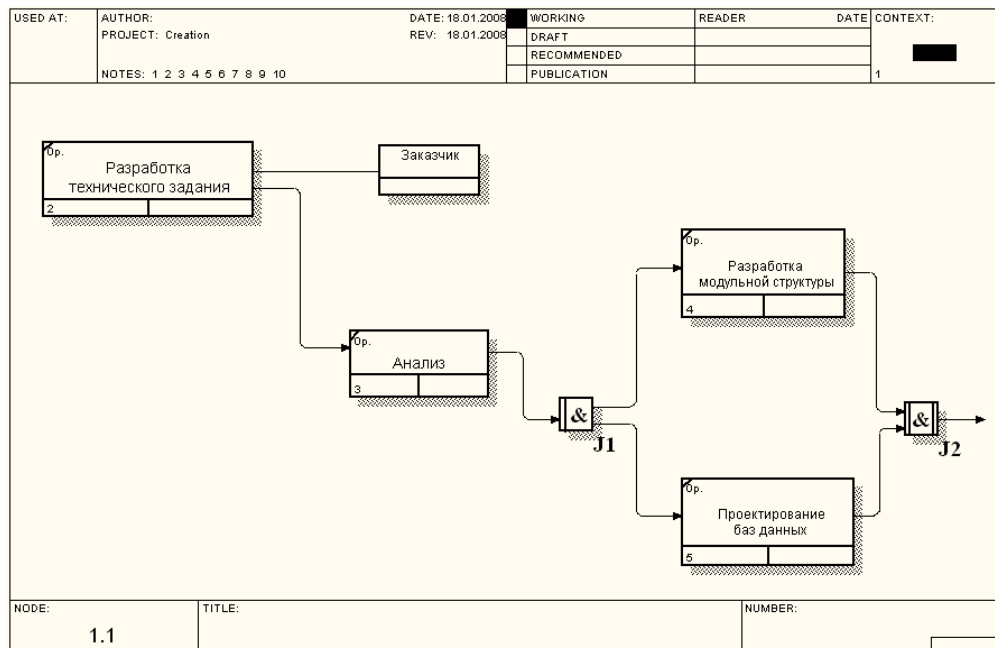 USED AT:
AUTHOR:
DATE: 18.01.2008
WORKING
READER
DATE
CONTEXT:
PROJECT: Creation
REV: 18.01.2008
DRAFT
RECOMMENDED
NOTES: 1 2 3 4 5 6 7 8 9 10
PUBLICATION
1
0р.
Разработка
технического задания
2
Заказчик
0р.
Разработка
модульной структуры
4
0р.
Анализ
3
&
J1
&
J2
0р.
Проектирование
баз данных
5
NODE:
TITLE:
NUMBER:
1.1